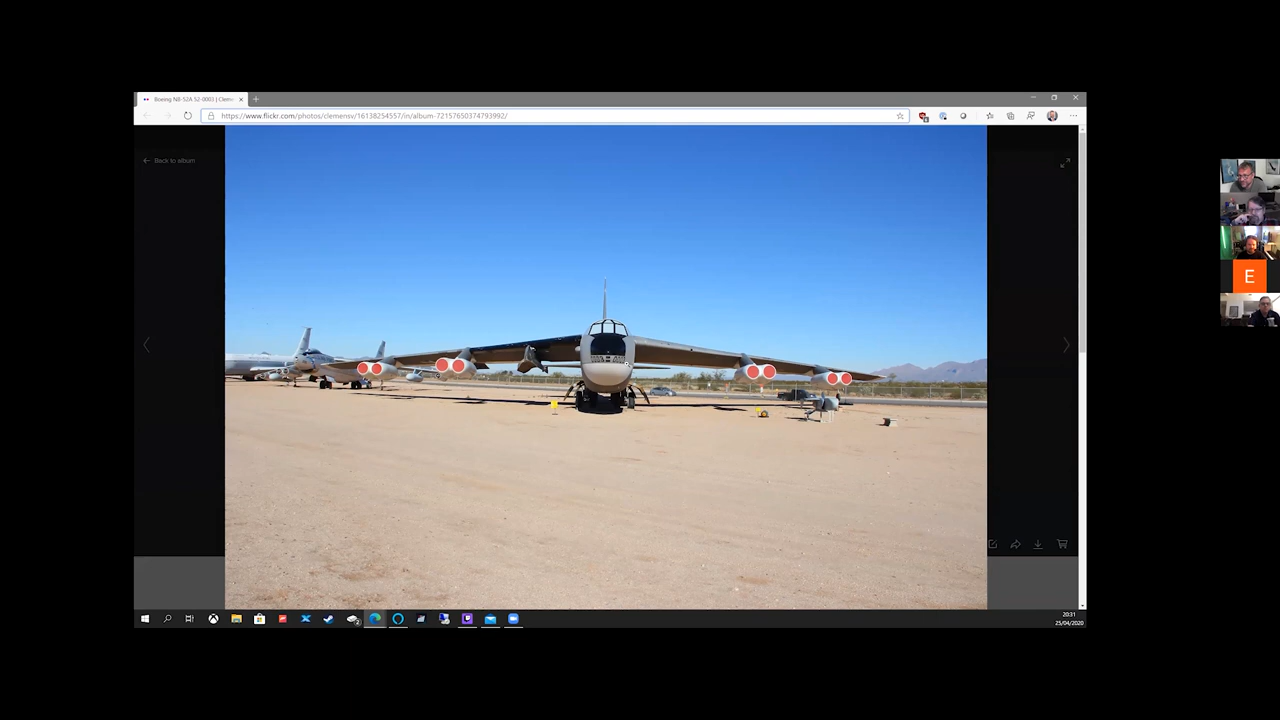 Boeing NB-52A 52-0003 | Cleme
https://www.flickr.com/photos/clemensv/16138254557/in/album-72157650374793992/
Back to album
E
20:31
25/04/2020